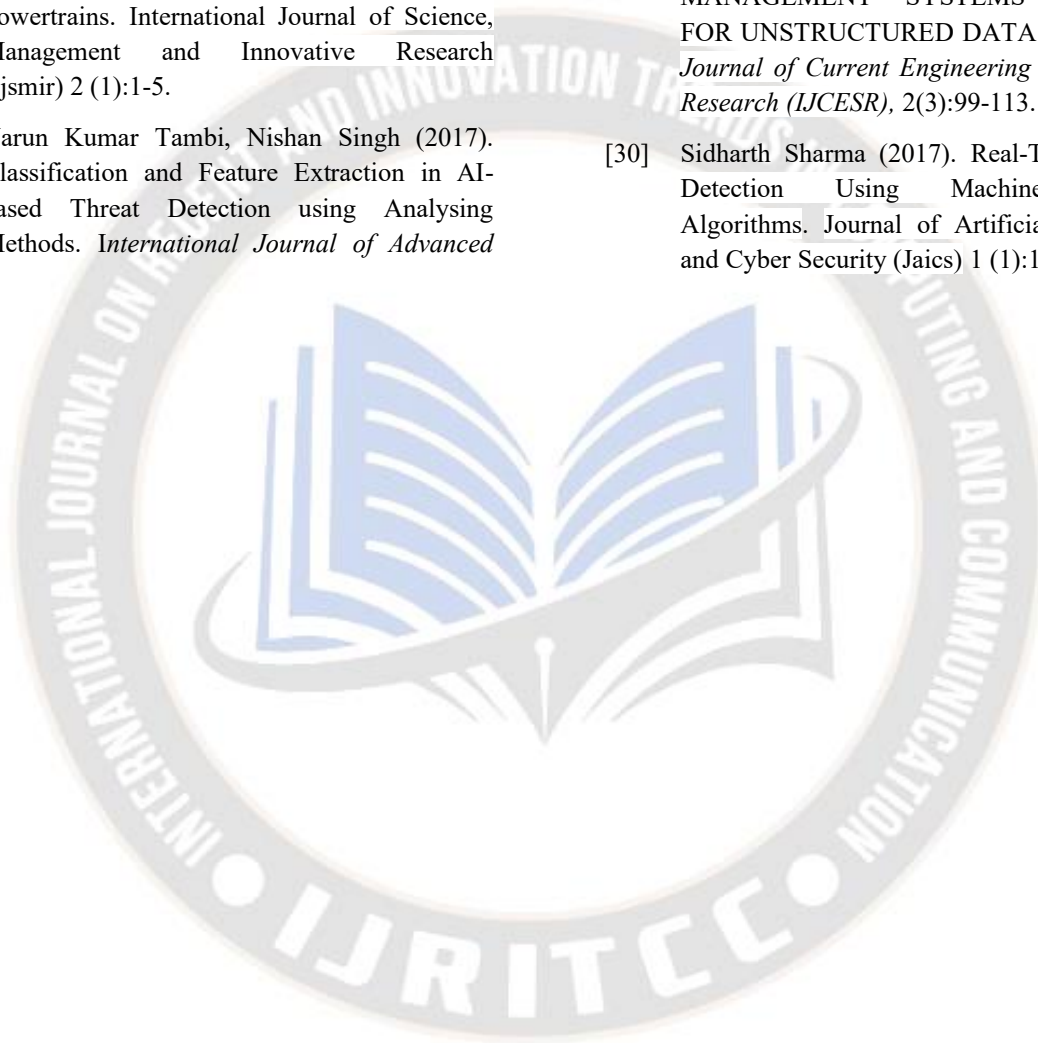 owertrains. International Journal of Science,
Management and Innovative Research
jsmir) 2 (1):1-5.
Varun Kumar Tambi, Nishan Singh (2017).
lassification and Feature Extraction in AI-
ased Threat Detection using Analysing
Methods. International Journal of Advanced
MANAGEMENT SYSTEMS
FOR UNSTRUCTURED DATA
Journal of Current Engineering
Research (IJCESR), 2(3):99-113.
[30] Sidharth Sharma (2017). Real-T
Detection Using Machine
Algorithms. Journal of Artificia
and Cyber Security (Jaics) 1 (1):1
INTERNATIONAL JOURNAL ON RECENT AND INNOVATION TRENDS IN COMPUTING AND COMMUNICATION
IJRITCC